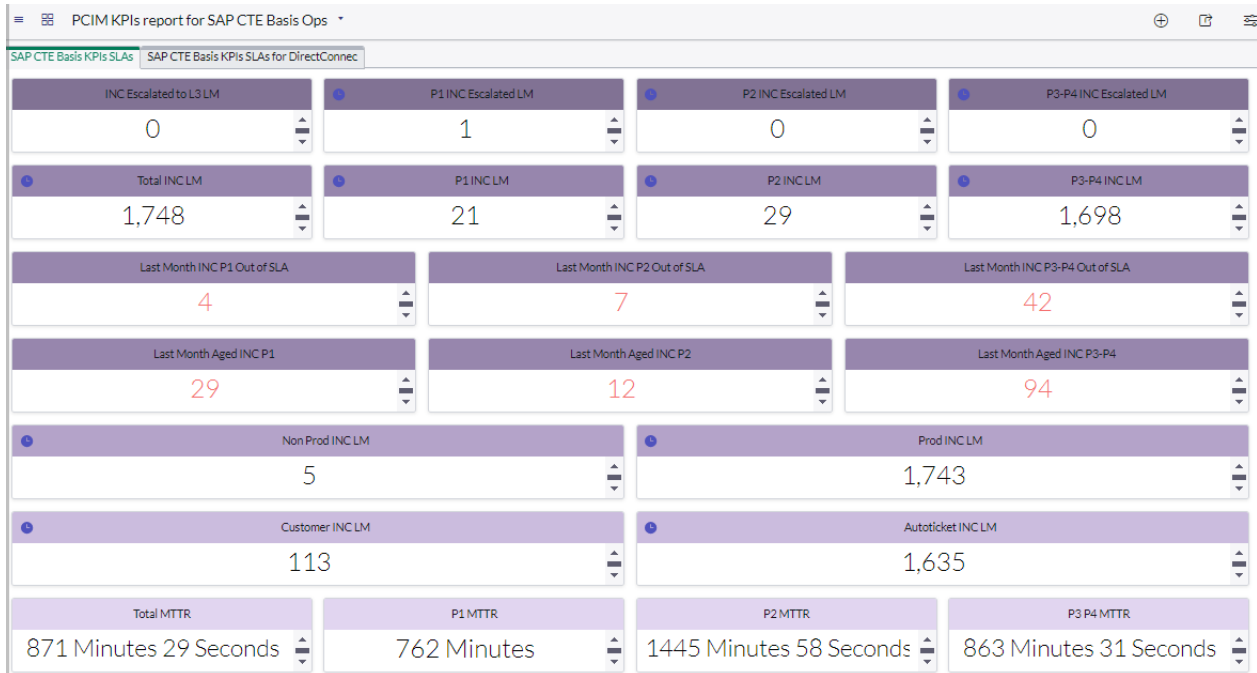 PCIM KPIs report for SAP CTE Basis Ops
SAP CTE Basis KPIs SLAs SAP CTE Basis KPIs SLAs for DirectConnec
INC Escalated to L3 LM P1 INC Escalated LM P2 INC Escalated LM P3-P4 INC Escalated LM
0 1 0 0
Total INC LM P1 INC LM P2 INC LM P3-P4 INC LM
1,748 21 29 1,698
Last Month INC P1 Out of SLA Last Month INC P2 Out of SLA Last Month INC P3-P4 Out of SLA
4 7 42
Last Month Aged INC P1 Last Month Aged INC P2 Last Month Aged INC P3-P4
29 12 94
Non Prod INC LM Prod INC LM
5 1,743
Customer INC LM Autoticket INC LM
113 1,635
Total MTTR P1 MTTR P2 MTTR P3 P4 MTTR
871 Minutes 29 Seconds 762 Minutes 1445 Minutes 58 Seconds 863 Minutes 31 Seconds